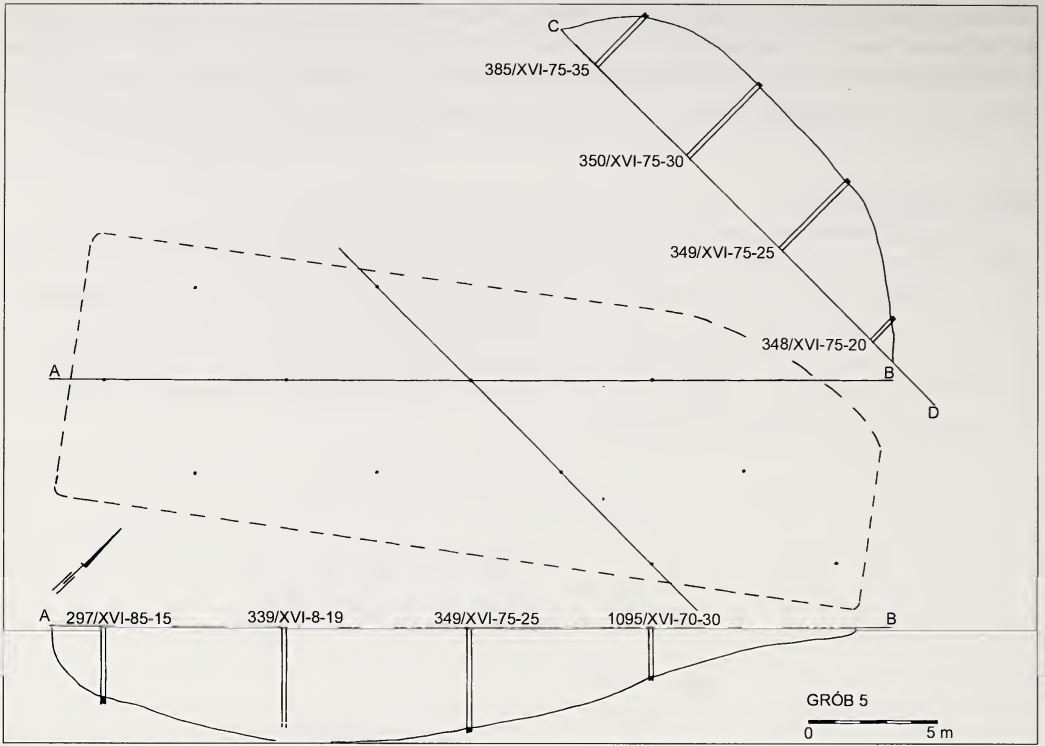 C
385/XVI-75-35
350/XVI-75-30
349/XVI-75-25
348/XVI-75-20
A
B
D
A 297/XVI-85-15 339/XVI-8-19 349/XVI-75-25 1095/XVI-70-30 B
GRÓB 5
0 5 m